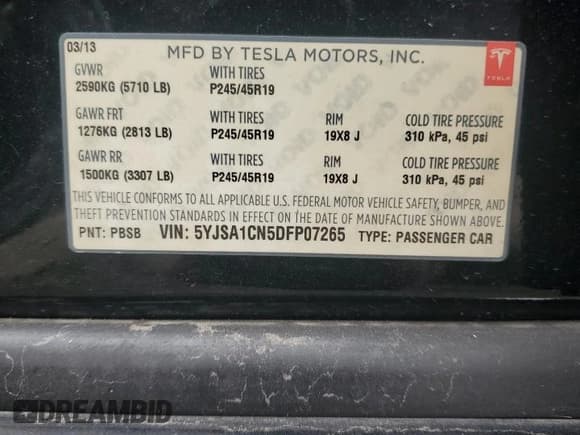 03/13 MFD BY TESLA MOTORS, INC.
TESLA
GVWR WITH TIRES
2590KG (5710 LB) P245/45R19
GAWR FRT WITH TIRES RIM COLD TIRE PRESSURE
1276KG (2813 LB) P245/45R19 19X8 J 310 kPa, 45 psi
GAWR RR WITH TIRES RIM COLD TIRE PRESSURE
1500KG (3307 LB) P245/45R19 19X8 J 310 kPa, 45 psi
THIS VEHICLE CONFORMS TO ALL APPLICABLE U.S. FEDERAL MOTOR VEHICLE SAFETY, BUMPER, AND
THEFT PREVENTION STANDARDS IN EFFECT ON THE DATE OF MANUFACTURE SHOWN ABOVE.
PNT: PBSB VIN: 5YJSA1CN5DFP07265 TYPE: PASSENGER CAR
DREAMBID